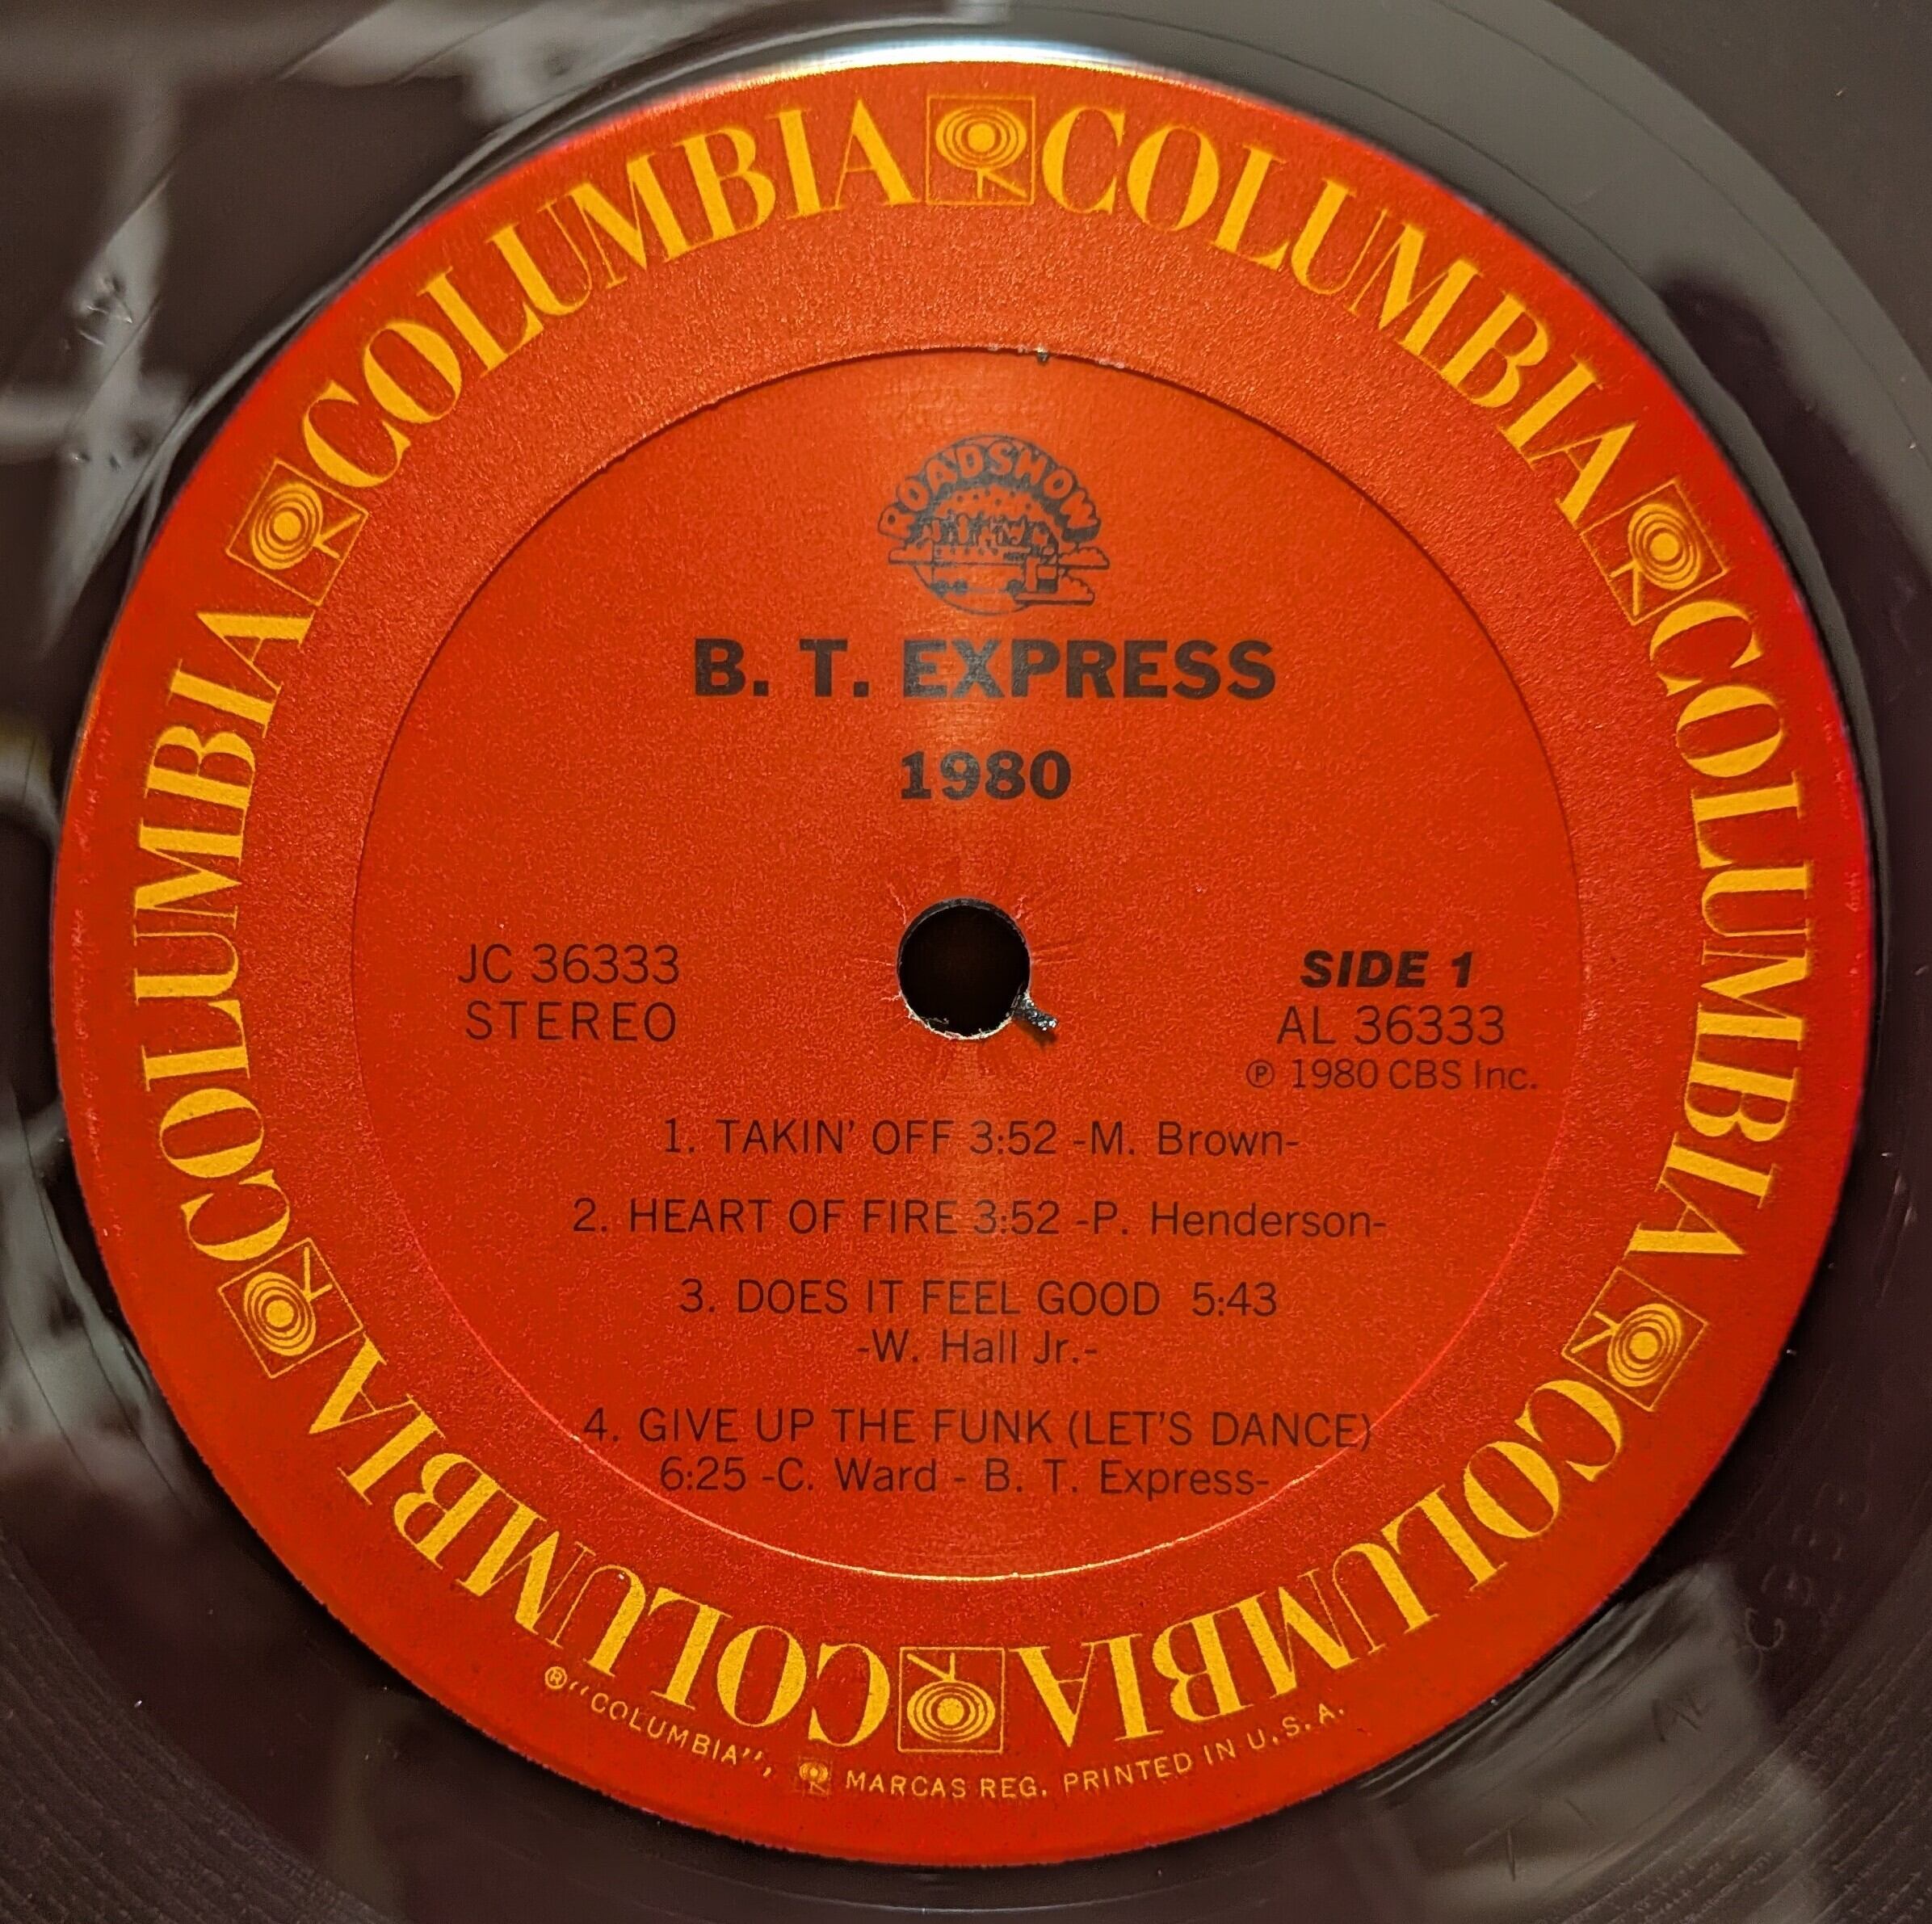 COLUMBIA COLUMBIA COLUMBIA COLUMBIA COLUMBIA COLUMBIA
ROADSHOW
B. T. EXPRESS
1980
JC 36333
STEREO
SIDE 1
AL 36333
℗ 1980 CBS Inc.
1. TAKIN' OFF 3:52 -M. Brown-
2. HEART OF FIRE 3:52 -P. Henderson-
3. DOES IT FEEL GOOD 5:43
-W. Hall Jr.-
4. GIVE UP THE FUNK (LET'S DANCE)
6:25 -C. Ward - B. T. Express-
® "COLUMBIA", MARCAS REG. PRINTED IN U.S.A.